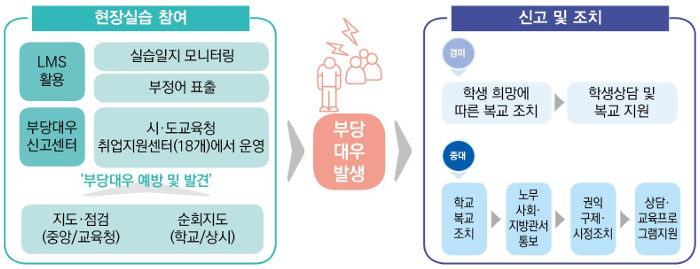 현장실습 참여
LMS
활용
실습일지 모니터링
부정어 표출
부당대우
신고센터
시·도교육청
취업지원센터(18개)에서 운영
'부당대우 예방 및 발견'
지도·점검
(중앙/교육청)
순회지도
(학교/상시)
부당
대우
발생
신고 및 조치
경미
학생 희망에
따른 복교 조치
학생상담 및
복교 지원
중대
학교
복교
조치
노무
사회·
지방관서
통보
권익
구제·
시정조치
상담·
교육프로
그램지원